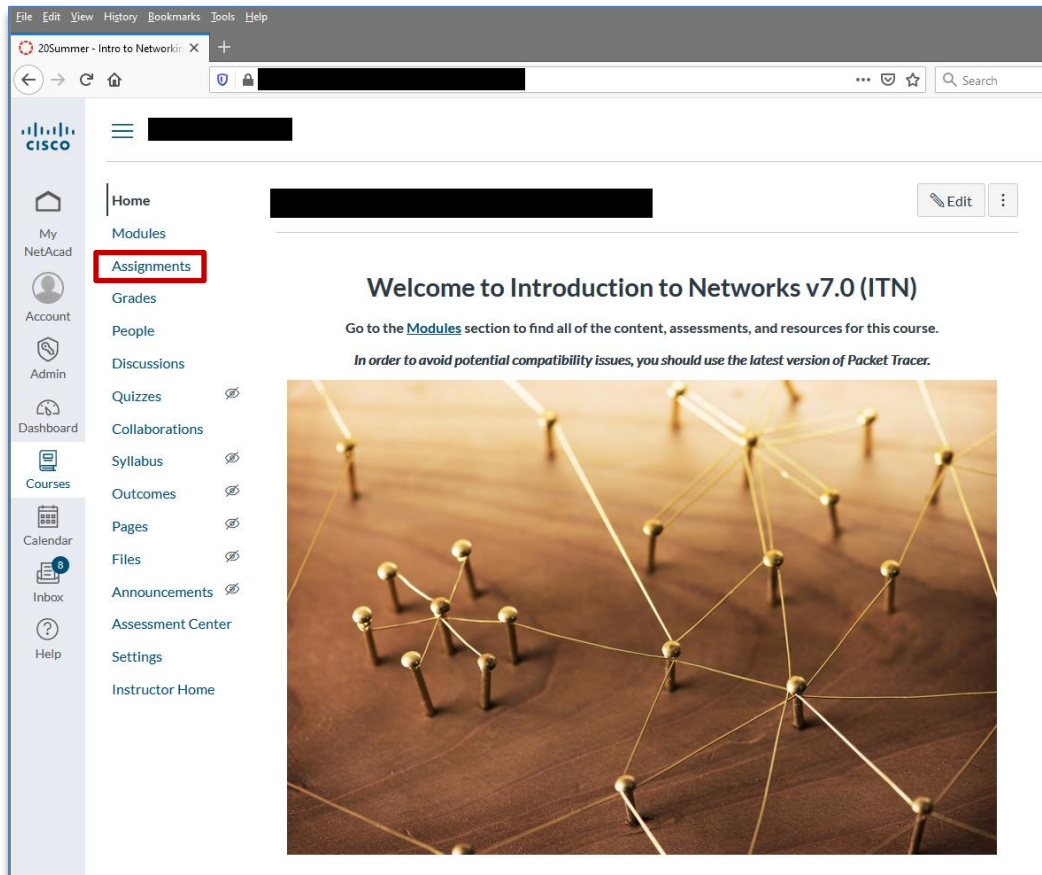 File Edit View History Bookmarks Tools Help
20Summer - Intro to Networkin
Search
cisco
Home
Edit
My NetAcad
Modules
Assignments
Grades
Account
People
Admin
Discussions
Quizzes
Dashboard
Collaborations
Syllabus
Courses
Outcomes
Pages
Calendar
Files
8
Inbox
Announcements
Assessment Center
Help
Settings
Instructor Home
Welcome to Introduction to Networks v7.0 (ITN)
Go to the Modules section to find all of the content, assessments, and resources for this course.
In order to avoid potential compatibility issues, you should use the latest version of Packet Tracer.